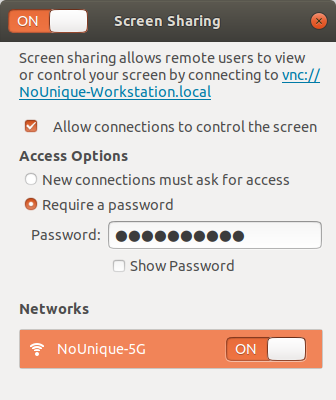 ON Screen Sharing
Screen sharing allows remote users to view
or control your screen by connecting to vnc://
NoUnique-Workstation.local
Allow connections to control the screen
Access Options
New connections must ask for access
Require a password
Password: ●●●●●●●●●●
Show Password
Networks
NoUnique-5G ON